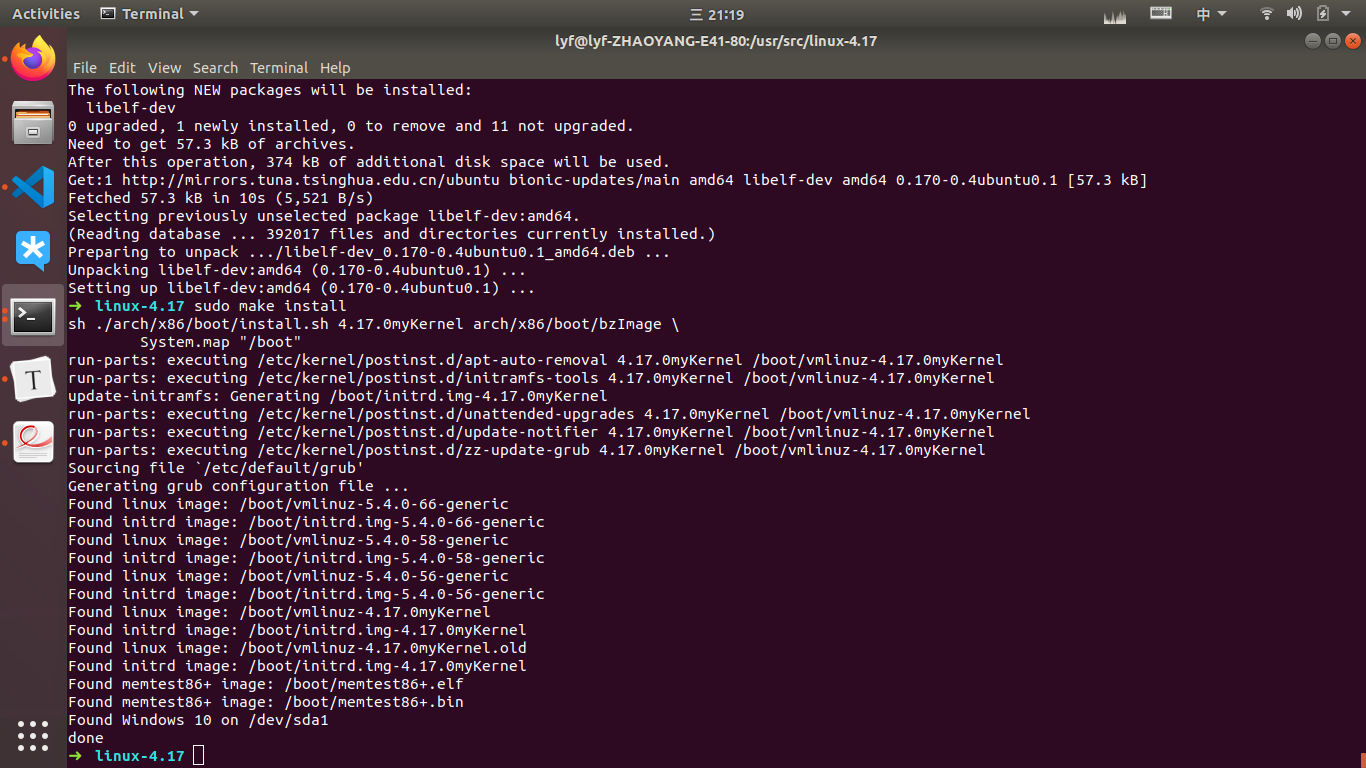 Activities Terminal 三 21:19 中
lyf@lyf-ZHAOYANG-E41-80:/usr/src/linux-4.17
File Edit View Search Terminal Help
The following NEW packages will be installed:
  libelf-dev
0 upgraded, 1 newly installed, 0 to remove and 11 not upgraded.
Need to get 57.3 kB of archives.
After this operation, 374 kB of additional disk space will be used.
Get:1 http://mirrors.tuna.tsinghua.edu.cn/ubuntu bionic-updates/main amd64 libelf-dev amd64 0.170-0.4ubuntu0.1 [57.3 kB]
Fetched 57.3 kB in 10s (5,521 B/s)
Selecting previously unselected package libelf-dev:amd64.
(Reading database ... 392017 files and directories currently installed.)
Preparing to unpack .../libelf-dev_0.170-0.4ubuntu0.1_amd64.deb ...
Unpacking libelf-dev:amd64 (0.170-0.4ubuntu0.1) ...
Setting up libelf-dev:amd64 (0.170-0.4ubuntu0.1) ...
➜ linux-4.17 sudo make install
sh ./arch/x86/boot/install.sh 4.17.0myKernel arch/x86/boot/bzImage \
        System.map "/boot"
run-parts: executing /etc/kernel/postinst.d/apt-auto-removal 4.17.0myKernel /boot/vmlinuz-4.17.0myKernel
run-parts: executing /etc/kernel/postinst.d/initramfs-tools 4.17.0myKernel /boot/vmlinuz-4.17.0myKernel
update-initramfs: Generating /boot/initrd.img-4.17.0myKernel
run-parts: executing /etc/kernel/postinst.d/unattended-upgrades 4.17.0myKernel /boot/vmlinuz-4.17.0myKernel
run-parts: executing /etc/kernel/postinst.d/update-notifier 4.17.0myKernel /boot/vmlinuz-4.17.0myKernel
run-parts: executing /etc/kernel/postinst.d/zz-update-grub 4.17.0myKernel /boot/vmlinuz-4.17.0myKernel
Sourcing file `/etc/default/grub'
Generating grub configuration file ...
Found linux image: /boot/vmlinuz-5.4.0-66-generic
Found initrd image: /boot/initrd.img-5.4.0-66-generic
Found linux image: /boot/vmlinuz-5.4.0-58-generic
Found initrd image: /boot/initrd.img-5.4.0-58-generic
Found linux image: /boot/vmlinuz-5.4.0-56-generic
Found initrd image: /boot/initrd.img-5.4.0-56-generic
Found linux image: /boot/vmlinuz-4.17.0myKernel
Found initrd image: /boot/initrd.img-4.17.0myKernel
Found linux image: /boot/vmlinuz-4.17.0myKernel.old
Found initrd image: /boot/initrd.img-4.17.0myKernel
Found memtest86+ image: /boot/memtest86+.elf
Found memtest86+ image: /boot/memtest86+.bin
Found Windows 10 on /dev/sda1
done
➜ linux-4.17
T